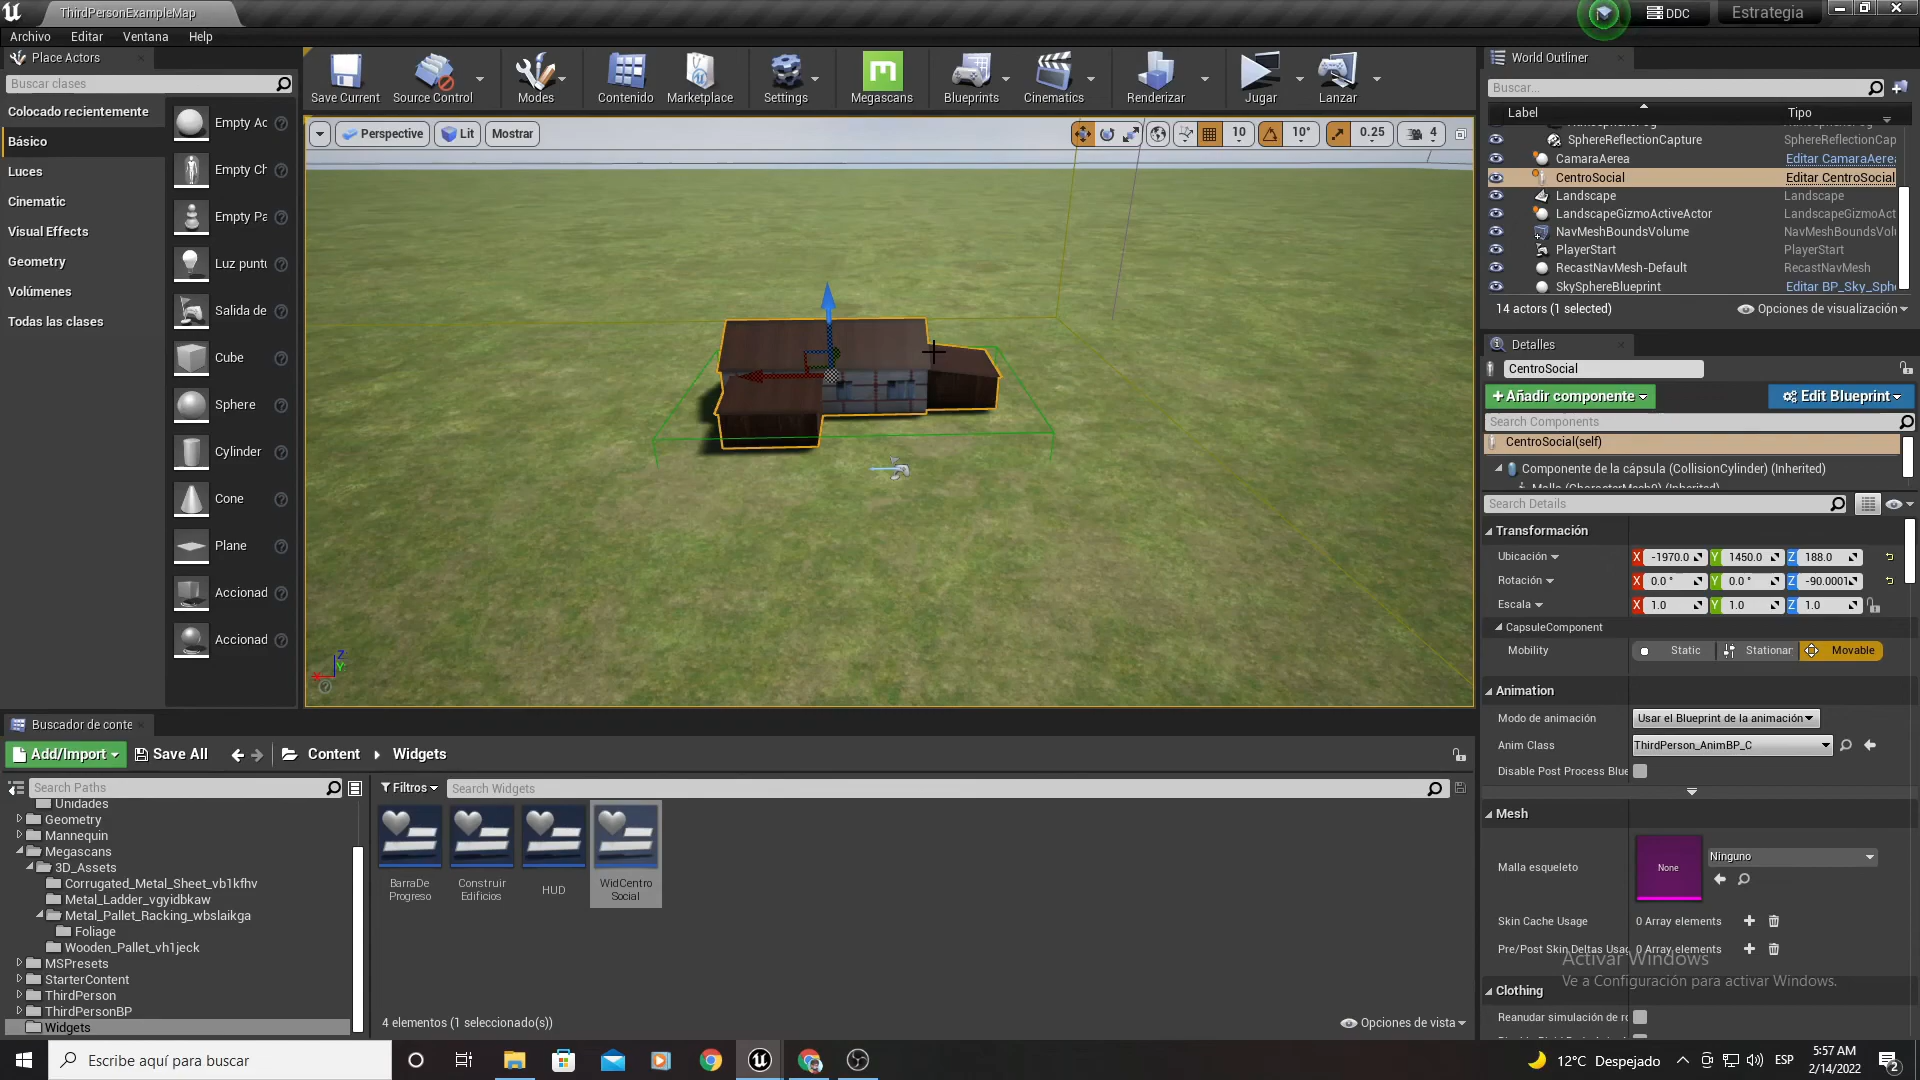 ThirdPersonExampleMap
DDC
Estrategia
Archivo Editar Ventana Help
Place Actors
Buscar clases
Colocado recientemente
Básico
Luces
Cinematic
Visual Effects
Geometry
Volúmenes
Todas las clases
Empty Ac
Empty Ch
Empty Pa
Luz puntu
Salida de
Cube
Sphere
Cylinder
Cone
Plane
Accionad
Accionad
Save Current
Source Control
Modes
Contenido
Marketplace
Settings
Megascans
Blueprints
Cinematics
Renderizar
Jugar
Lanzar
Perspective
Lit
Mostrar
10
10°
0.25
4
World Outliner
Buscar...
Label Tipo
SphereReflectionCapture SphereReflectionCap
CamaraAerea Editar CamaraAerea
CentroSocial Editar CentroSocial
Landscape Landscape
LandscapeGizmoActiveActor LandscapeGizmoAct
NavMeshBoundsVolume NavMeshBoundsVolu
PlayerStart PlayerStart
RecastNavMesh-Default RecastNavMesh
SkySphereBlueprint Editar BP_Sky_Sphe
14 actors (1 selected)
Opciones de visualización
Detalles
CentroSocial
+Añadir componente
Edit Blueprint
Search Components
CentroSocial(self)
Componente de la cápsula (CollisionCylinder) (Inherited)
Malla (CharacterMesh0) (Inherited)
Search Details
Transformación
Ubicación X -1970.0 Y 1450.0 Z 188.0
Rotación X 0.0 ° Y 0.0 ° Z -90.0001
Escala X 1.0 Y 1.0 Z 1.0
CapsuleComponent
Mobility Static Stationar Movable
Animation
Modo de animación Usar el Blueprint de la animación
Anim Class ThirdPerson_AnimBP_C
Disable Post Process Blue
Mesh
Malla esqueleto None Ninguno
Skin Cache Usage 0 Array elements
Pre/Post Skin Deltas Usag 0 Array elements
Activar Windows
Ve a Configuración para activar Windows.
Clothing
Reanudar simulación de ro
Buscador de conte
Add/Import
Save All
Content
Widgets
Search Paths
Unidades
Geometry
Mannequin
Megascans
3D_Assets
Corrugated_Metal_Sheet_vb1kfhv
Metal_Ladder_vgyidbkaw
Metal_Pallet_Racking_wbslaikga
Foliage
Wooden_Pallet_vh1jeck
MSPresets
StarterContent
ThirdPerson
ThirdPersonBP
Widgets
Filtros
Search Widgets
BarraDe
Progreso
Construir
Edificios
HUD
WidCentro
Social
4 elementos (1 seleccionado(s))
Opciones de vista
Escribe aquí para buscar
12°C Despejado
ESP
5:57 AM
2/14/2022
2